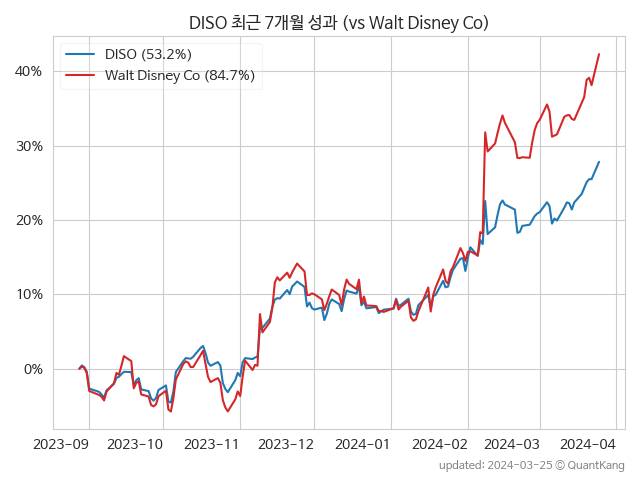 DISO 최근 7개월 성과 (vs Walt Disney Co)
DISO (53.2%)
Walt Disney Co (84.7%)
40%
30%
20%
10%
0%
2023-09 2023-10 2023-11 2023-12 2024-01 2024-02 2024-03 2024-04
updated: 2024-03-25 © QuantKang